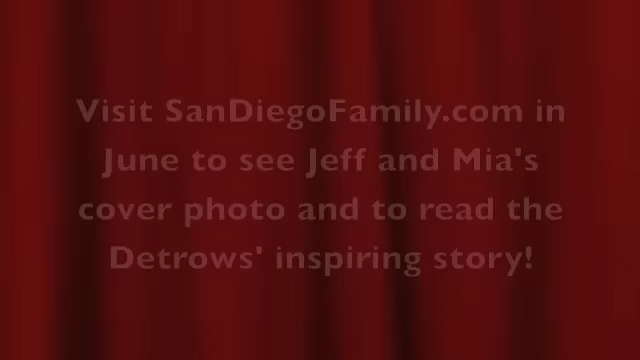 Visit SanDiegoFamily.com in
June to see Jeff and Mia's
cover photo and to read the
Detrows' inspiring story!